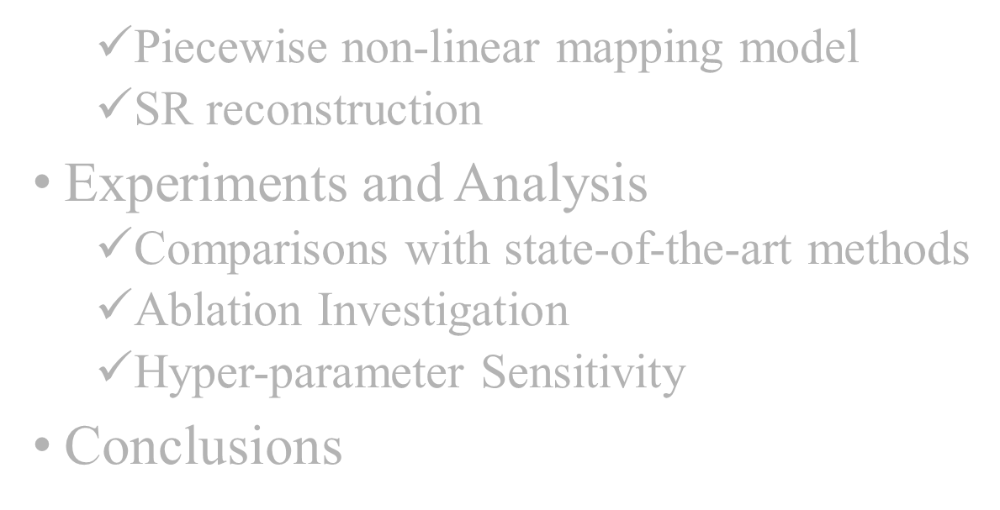 ✓Piecewise non-linear mapping model
✓SR reconstruction
• Experiments and Analysis
✓Comparisons with state-of-the-art methods
✓Ablation Investigation
✓Hyper-parameter Sensitivity
• Conclusions